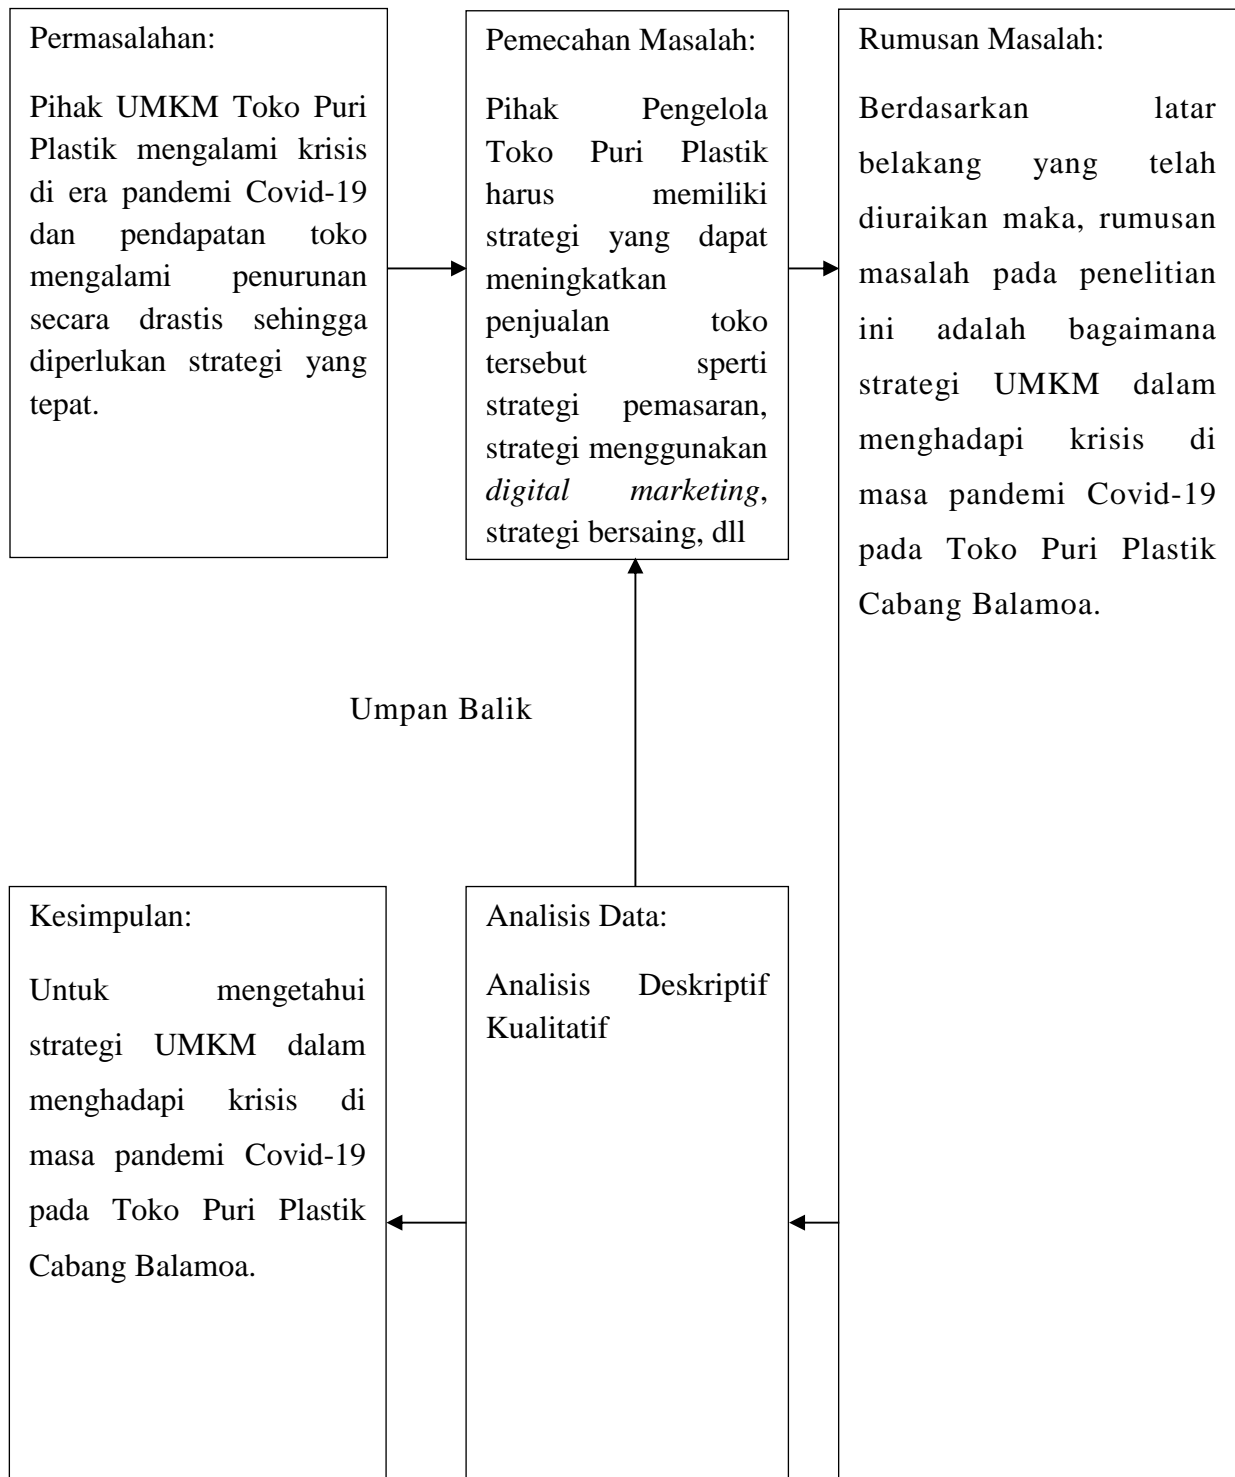 Permasalahan:
Pihak UMKM Toko Puri
Plastik mengalami krisis
di era pandemi Covid-19
dan pendapatan toko
mengalami penurunan
secara drastis sehingga
diperlukan strategi yang
tepat.
Pemecahan Masalah:
Pihak Pengelola
Toko Puri Plastik
harus memiliki
strategi yang dapat
meningkatkan
penjualan toko
tersebut sperti
strategi pemasaran,
strategi menggunakan
digital marketing,
strategi bersaing, dll
Rumusan Masalah:
Berdasarkan latar
belakang yang telah
diuraikan maka, rumusan
masalah pada penelitian
ini adalah bagaimana
strategi UMKM dalam
menghadapi krisis di
masa pandemi Covid-19
pada Toko Puri Plastik
Cabang Balamoa.
Umpan Balik
Kesimpulan:
Untuk mengetahui
strategi UMKM dalam
menghadapi krisis di
masa pandemi Covid-19
pada Toko Puri Plastik
Cabang Balamoa.
Analisis Data:
Analisis Deskriptif
Kualitatif